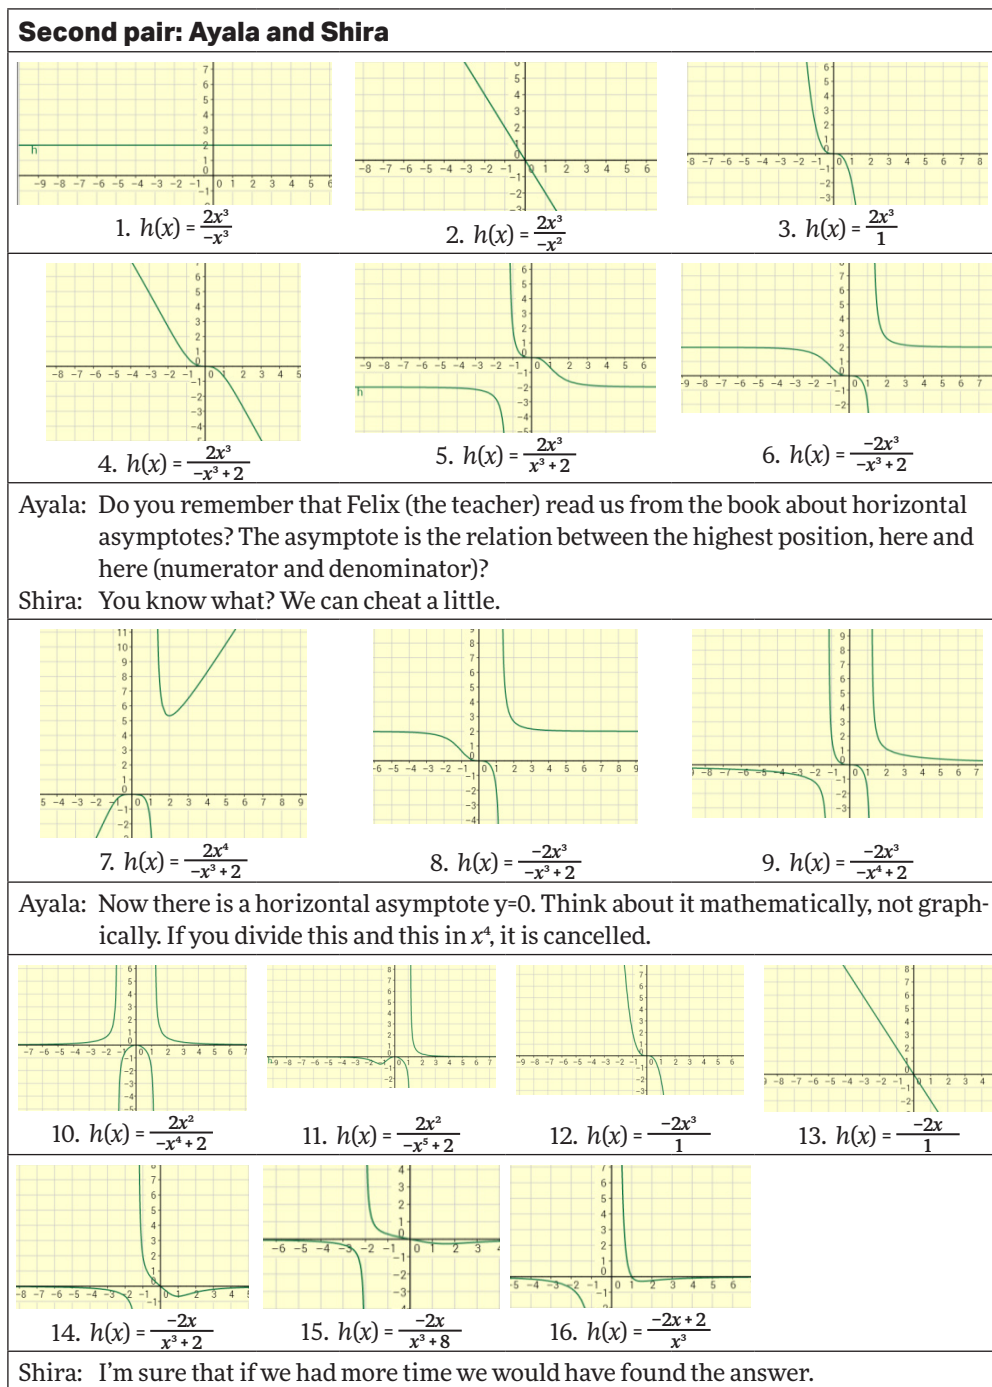 Second pair: Ayala and Shira
1. h(x) = 2x³/−x³
2. h(x) = 2x³/−x²
3. h(x) = 2x³/1
4. h(x) = 2x³/−x³ + 2
5. h(x) = 2x³/x³ + 2
6. h(x) = −2x³/−x³ + 2
Ayala: Do you remember that Felix (the teacher) read us from the book about horizontal
asymptotes? The asymptote is the relation between the highest position, here and
here (numerator and denominator)?
Shira: You know what? We can cheat a little.
7. h(x) = 2x⁴/−x³ + 2
8. h(x) = −2x³/−x³ + 2
9. h(x) = −2x³/−x⁴ + 2
Ayala: Now there is a horizontal asymptote y=0. Think about it mathematically, not graph-
ically. If you divide this and this in x⁴, it is cancelled.
10. h(x) = 2x²/−x⁴ + 2
11. h(x) = 2x²/−x⁵ + 2
12. h(x) = −2x³/1
13. h(x) = −2x/1
14. h(x) = −2x/x³ + 2
15. h(x) = −2x/x³ + 8
16. h(x) = −2x + 2/x³
Shira: I'm sure that if we had more time we would have found the answer.